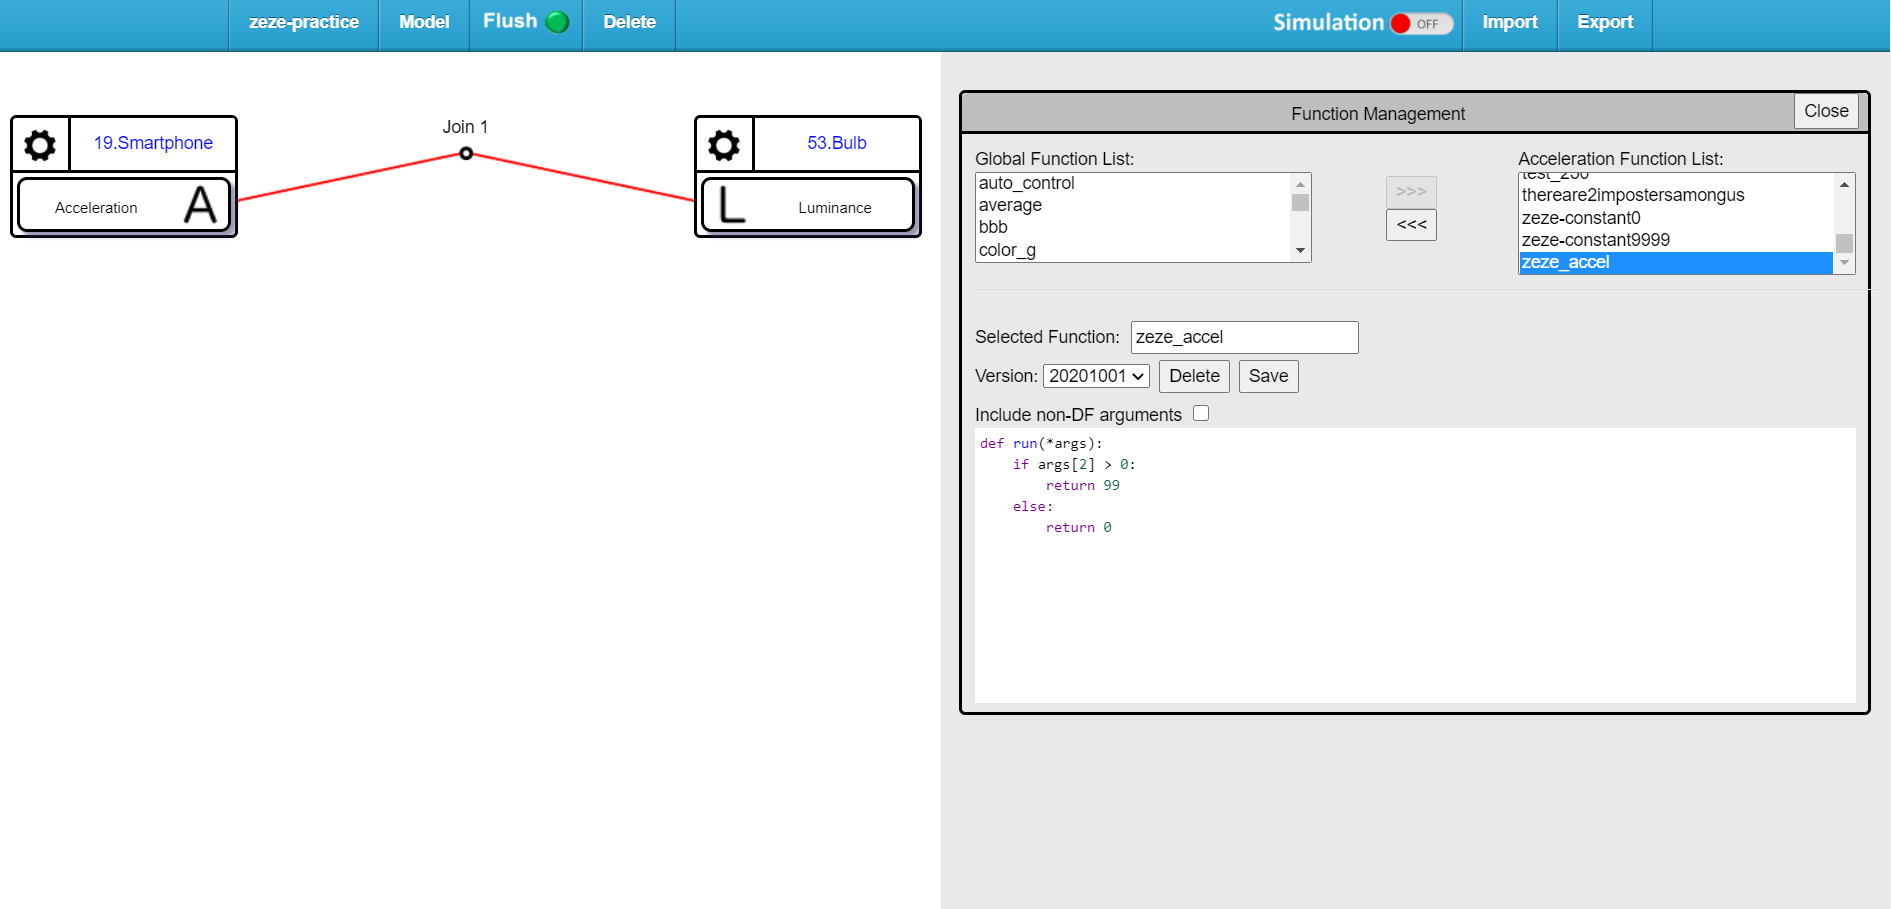 zeze-practice Model Flush Delete Simulation OFF Import Export
19.Smartphone
Acceleration A
Join 1
53.Bulb
L Luminance
Function Management Close
Global Function List:
auto_control
average
bbb
color_g
>>>
<<<
Acceleration Function List:
test_250
thereare2impostersamongus
zeze-constant0
zeze-constant9999
zeze_accel
Selected Function: zeze_accel
Version: 20201001 Delete Save
Include non-DF arguments
def run(*args):
    if args[2] > 0:
        return 99
    else:
        return 0